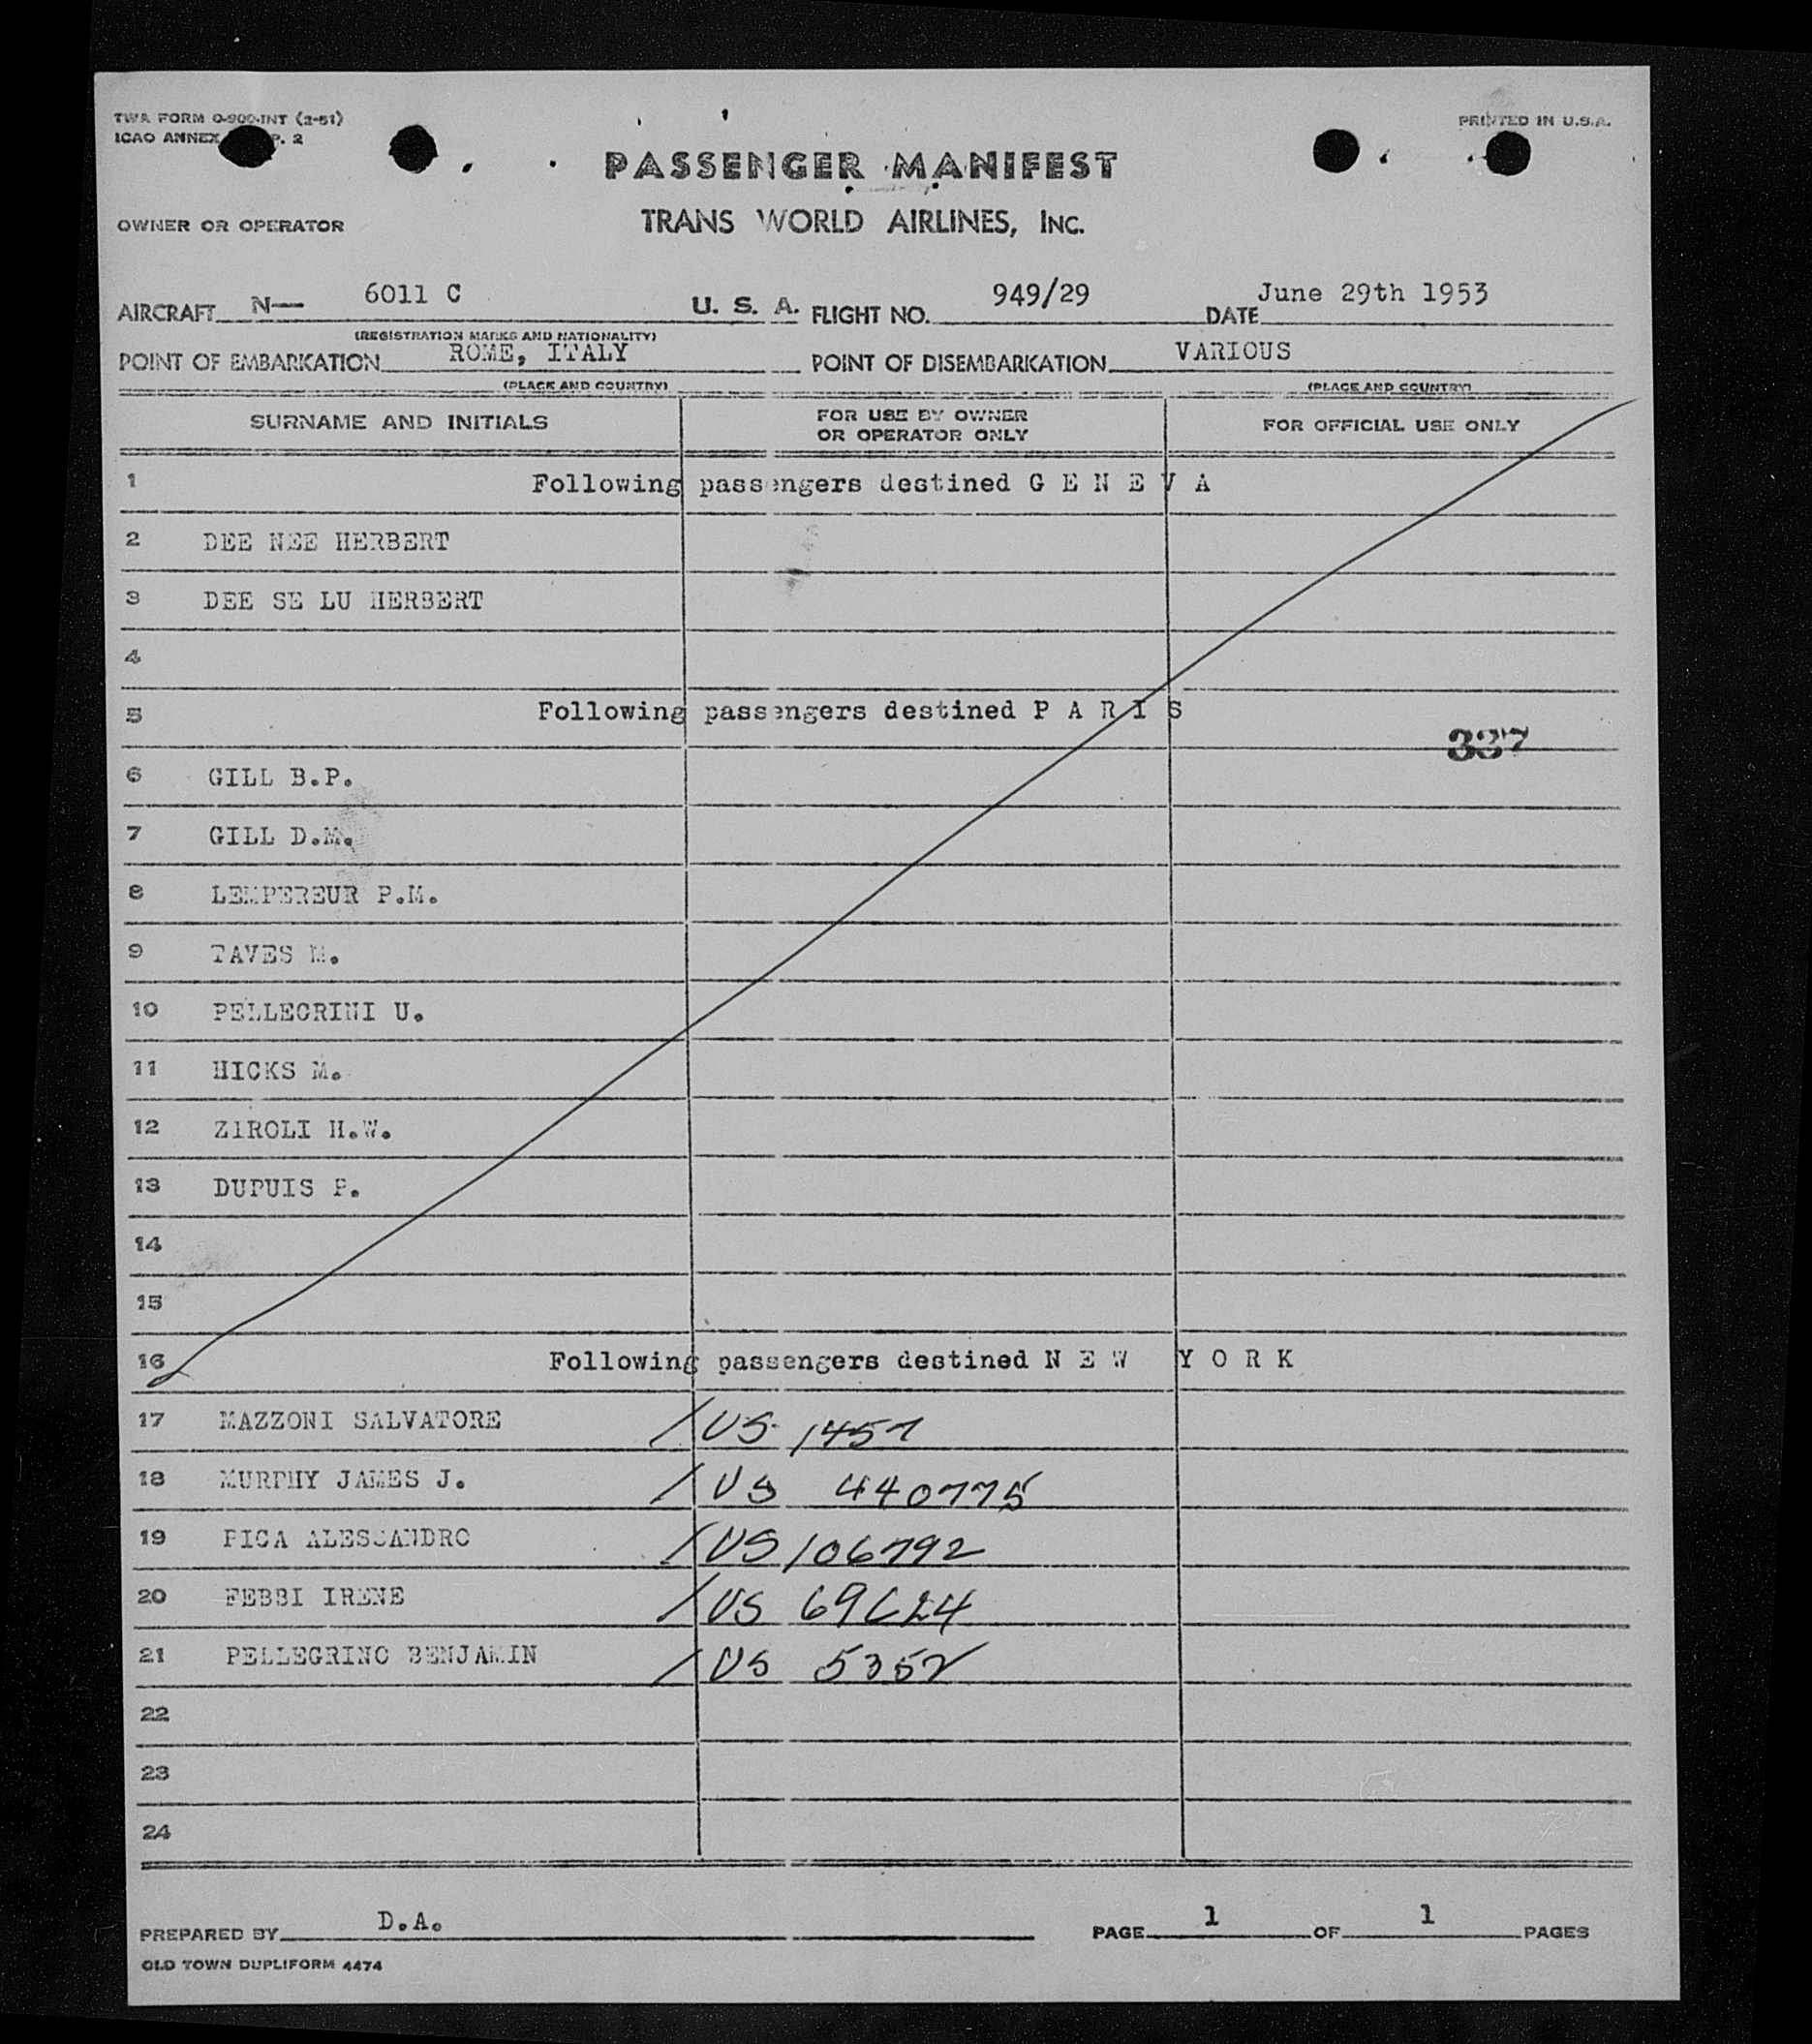 TWA FORM O-900-INT (2-51)
ICAO ANNEX P. 2
PRINTED IN U.S.A.
PASSENGER MANIFEST
OWNER OR OPERATOR TRANS WORLD AIRLINES, INC.
AIRCRAFT N— 6011 C U. S. A. FLIGHT NO. 949/29 DATE June 29th 1953
(REGISTRATION MARKS AND NATIONALITY)
POINT OF EMBARKATION ROME, ITALY POINT OF DISEMBARKATION VARIOUS
(PLACE AND COUNTRY) (PLACE AND COUNTRY)
SURNAME AND INITIALS FOR USE BY OWNER OR OPERATOR ONLY FOR OFFICIAL USE ONLY
1 Following passengers destined G E N E V A
2 DEE NEE HERBERT
3 DEE SE LU HERBERT
4
5 Following passengers destined P A R I S
337
6 GILL B.P.
7 GILL D.M.
8 LEMPEREUR P.M.
9 TAVES M.
10 PELLEGRINI U.
11 HICKS M.
12 Z1ROLI H.W.
13 DUPUIS P.
14
15
16 Following passengers destined N E W Y O R K
17 MAZZONI SALVATORE / US 1457
18 MURPHY JAMES J. / US 440775
19 PICA ALESSANDRO / US 106792
20 FEBBI IRENE / US
21 PELLEGRINO BENJAMIN / US 5352
22
23
24
PREPARED BY D.A. PAGE 1 OF 1 PAGES
OLD TOWN DUPLIFORM 4474